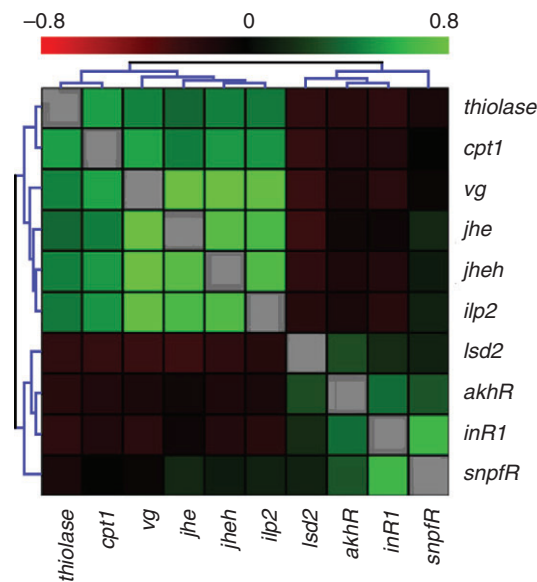 −0.8 0 0.8
thiolase
cpt1
vg
jhe
jheh
ilp2
lsd2
akhR
inR1
snpfR
thiolase cpt1 vg jhe jheh ilp2 lsd2 akhR inR1 snpfR